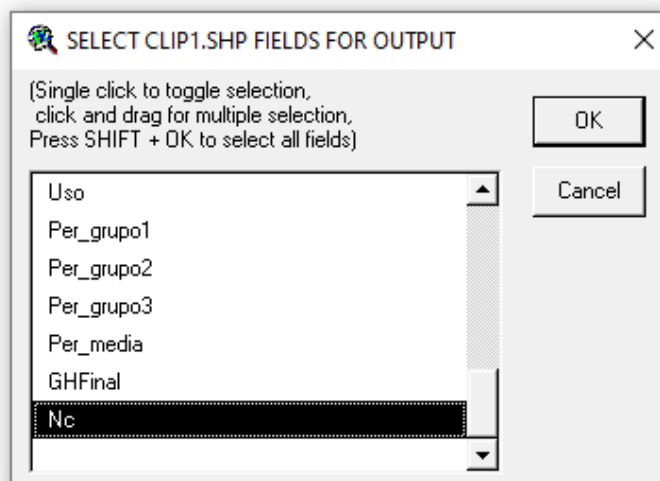 SELECT CLIP1.SHP FIELDS FOR OUTPUT
(Single click to toggle selection,
click and drag for multiple selection,
Press SHIFT + OK to select all fields)
OK
Cancel
Uso
Per_grupo1
Per_grupo2
Per_grupo3
Per_media
GHFinal
Nc